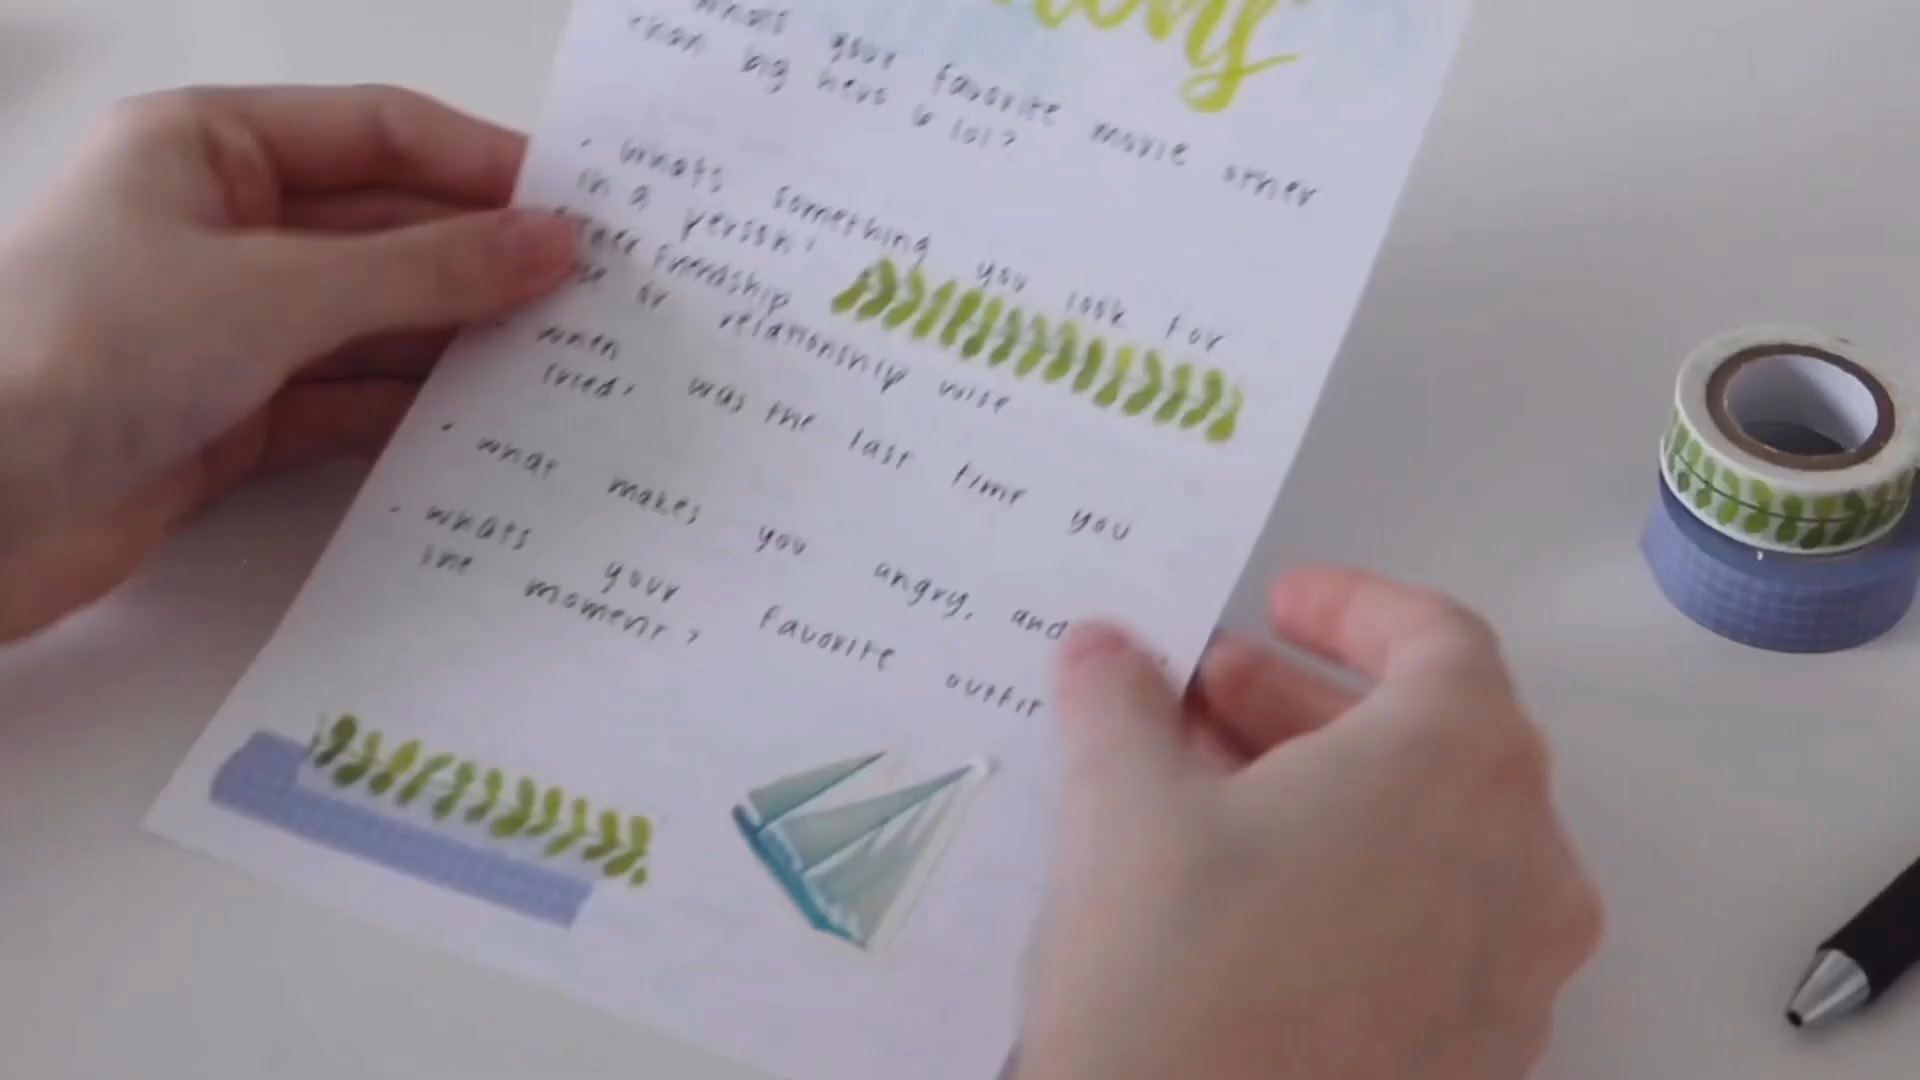 whats your favorite movie other
than big hero 6 lol?
whats something you look for
in a person?
either friendship
or relationship wise
when was the last time you
cried?
what makes you angry, and
whats your favorite outfit
the moment?